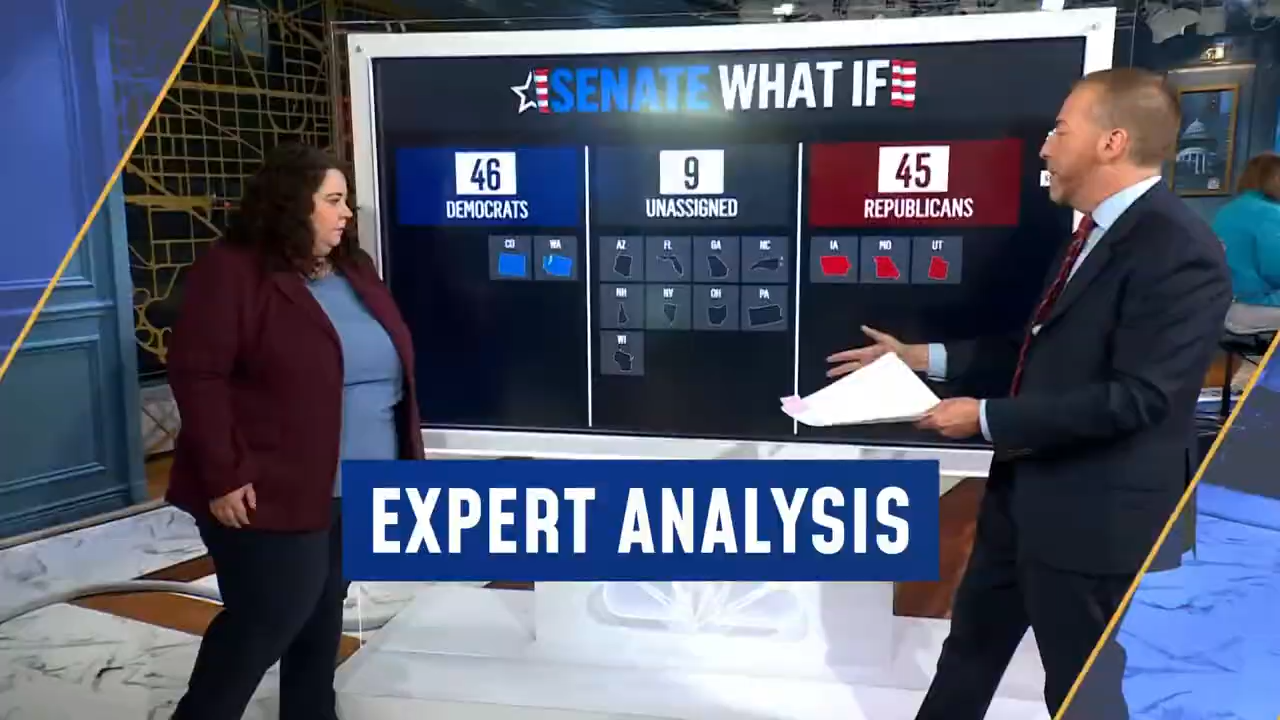 SENATE WHAT IF
46
DEMOCRATS
9
UNASSIGNED
45
REPUBLICANS
CO WA
AZ FL GA NC
IA MO UT
NH NV OH PA
WI
EXPERT ANALYSIS